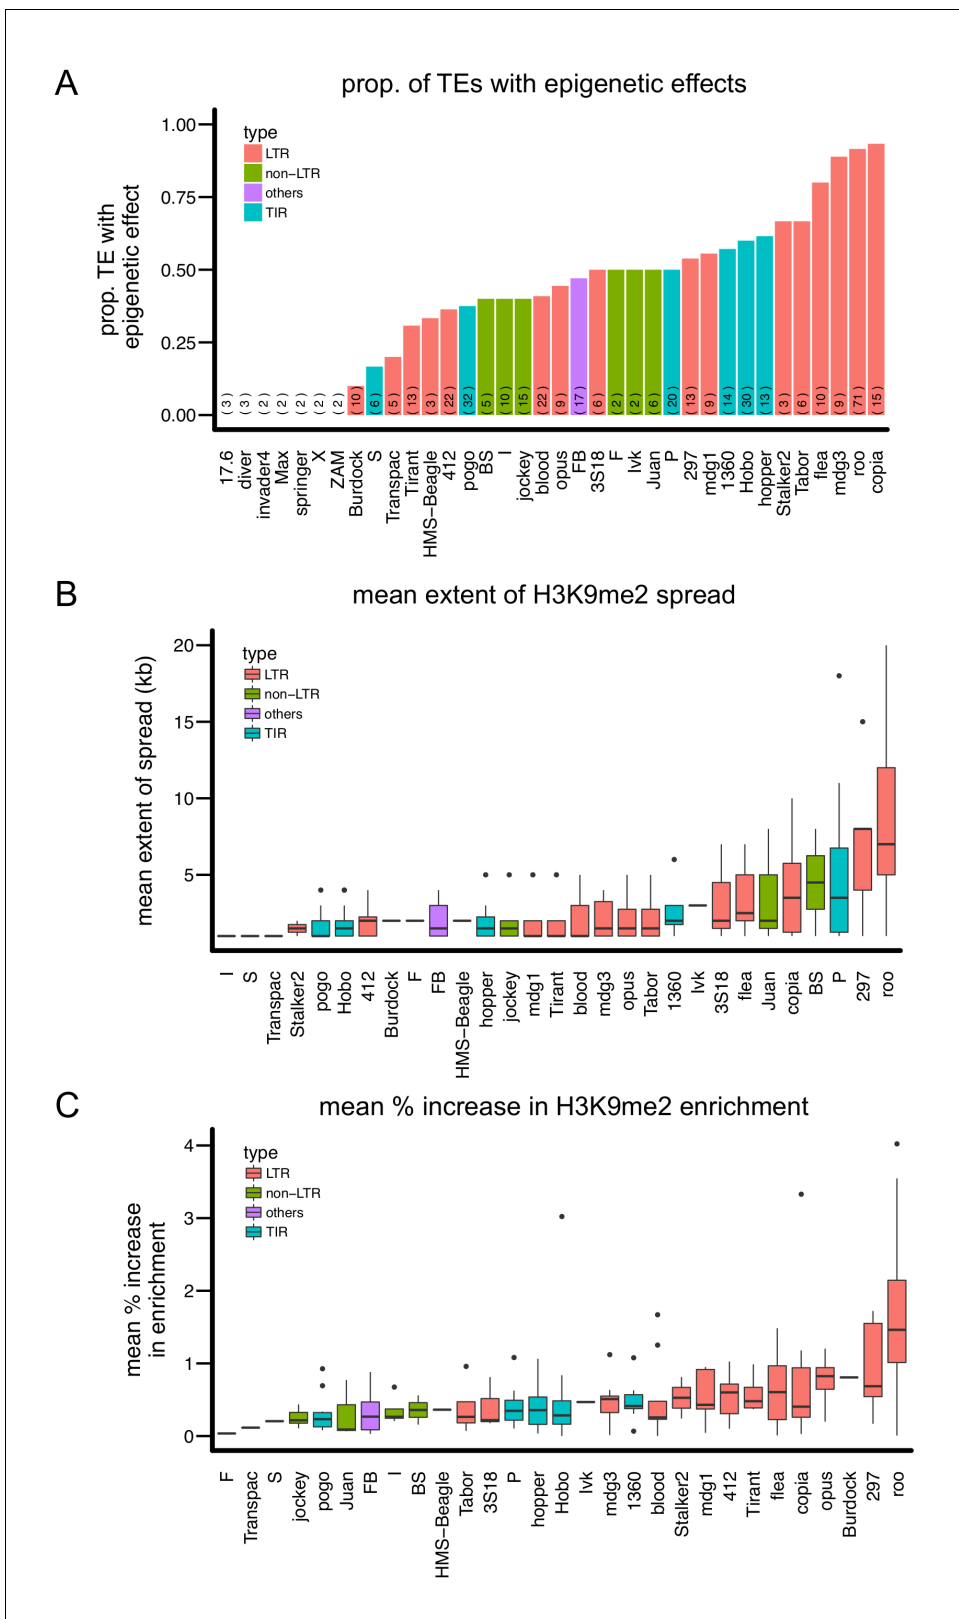 A
prop. of TEs with epigenetic effects
prop. TE with
epigenetic effect
1.00
0.75
0.50
0.25
0.00
type
LTR
non-LTR
others
TIR
(3) (3) (2) (2) (2) (2) (2) (10) (6) (5) (13) (3) (22) (32) (5) (10) (15) (22) (9) (17) (6) (2) (2) (6) (20) (13) (9) (14) (30) (13) (3) (6) (10) (9) (71) (15)
17.6 diver invader4 Max springer X ZAM Burdock S Transpac Tirant HMS-Beagle 412 pogo BS I jockey blood opus FB 3S18 F Ivk Juan P 297 mdg1 1360 Hobo hopper Stalker2 Tabor flea mdg3 roo copia
B
mean extent of H3K9me2 spread
mean extent of spread (kb)
20
15
10
5
type
LTR
non-LTR
others
TIR
I S Transpac Stalker2 pogo Hobo 412 Burdock F FB HMS-Beagle hopper jockey mdg1 Tirant blood mdg3 opus Tabor 1360 Ivk 3S18 flea Juan copia BS P 297 roo
C
mean % increase in H3K9me2 enrichment
mean % increase
in enrichment
4
3
2
1
0
type
LTR
non-LTR
others
TIR
F Transpac S jockey pogo Juan FB I BS HMS-Beagle Tabor 3S18 P hopper Hobo Ivk mdg3 1360 blood Stalker2 mdg1 412 Tirant flea copia opus Burdock 297 roo